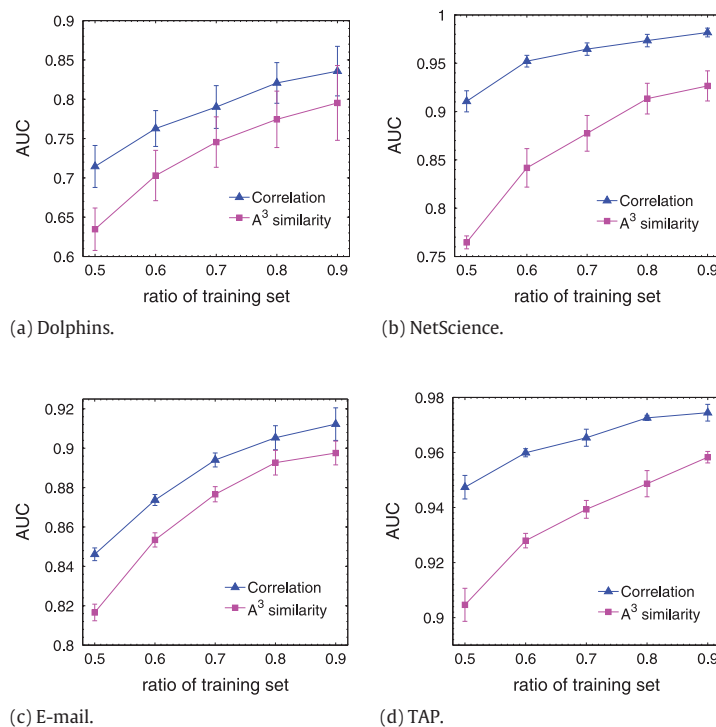 0.9
0.85
0.8
0.75
0.7
0.65
0.6
AUC
Correlation
A³ similarity
0.5 0.6 0.7 0.8 0.9
ratio of training set
(a) Dolphins.
1
0.95
0.9
0.85
0.8
0.75
AUC
Correlation
A³ similarity
0.5 0.6 0.7 0.8 0.9
ratio of training set
(b) NetScience.
0.92
0.9
0.88
0.86
0.84
0.82
0.8
AUC
Correlation
A³ similarity
0.5 0.6 0.7 0.8 0.9
ratio of training set
(c) E-mail.
0.98
0.96
0.94
0.92
0.9
AUC
Correlation
A³ similarity
0.5 0.6 0.7 0.8 0.9
ratio of training set
(d) TAP.